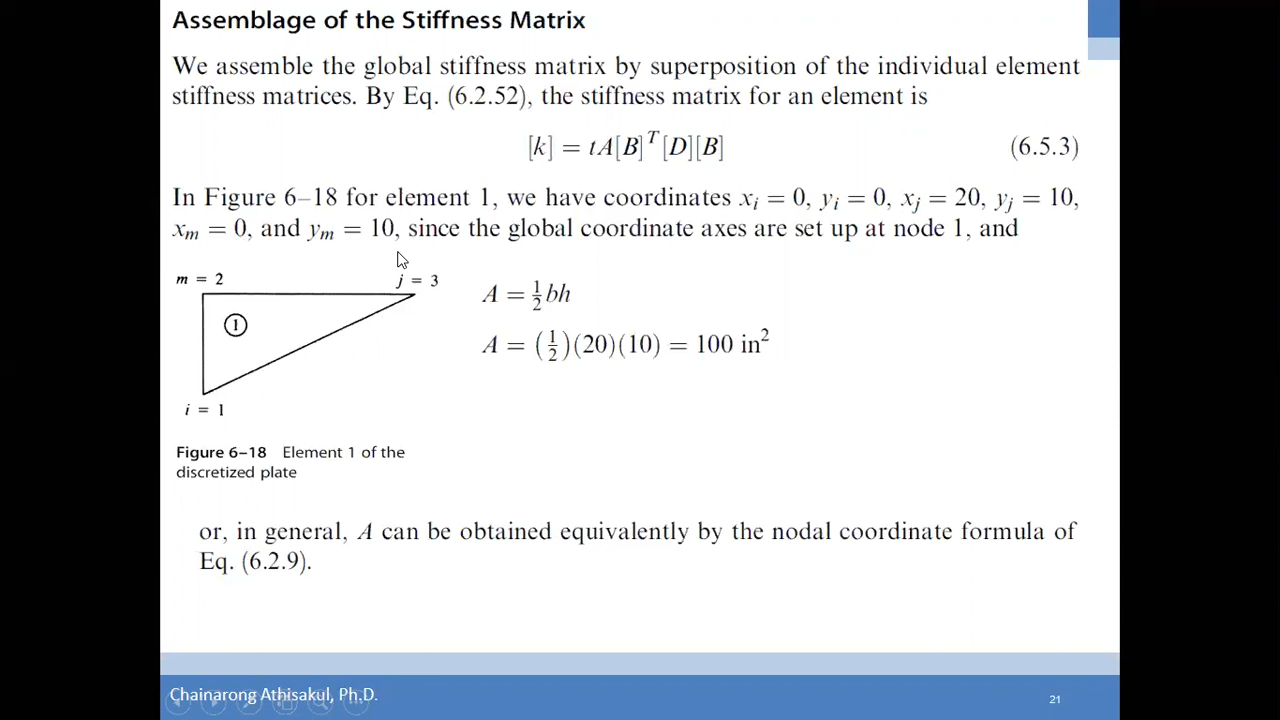 Assemblage of the Stiffness Matrix
We assemble the global stiffness matrix by superposition of the individual element
stiffness matrices. By Eq. (6.2.52), the stiffness matrix for an element is
[k] = tA[B]^T[D][B] (6.5.3)
In Figure 6–18 for element 1, we have coordinates x_i = 0, y_i = 0, x_j = 20, y_j = 10,
x_m = 0, and y_m = 10, since the global coordinate axes are set up at node 1, and
m = 2
j = 3
A = ½bh
1
A = (½)(20)(10) = 100 in²
i = 1
Figure 6–18 Element 1 of the
discretized plate
or, in general, A can be obtained equivalently by the nodal coordinate formula of
Eq. (6.2.9).
Chainarong Athisakul, Ph.D.
21